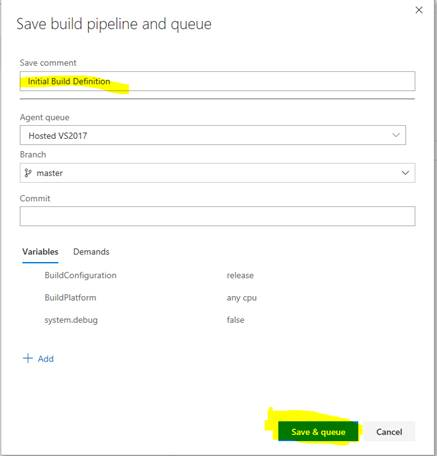 Save build pipeline and queue
Save comment
Initial Build Definition
Agent queue
Hosted VS2017
Branch
master
Commit
Variables Demands
BuildConfiguration release
BuildPlatform any cpu
system.debug false
+ Add
Save & queue Cancel